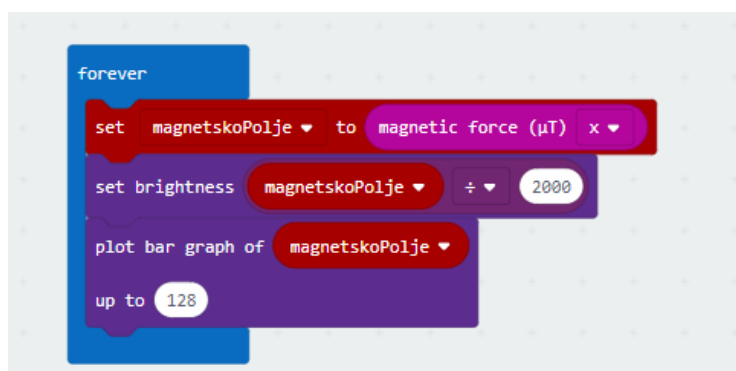 forever
set magnetskoPolje to magnetic force (µT) x
set brightness magnetskoPolje ÷ 2000
plot bar graph of magnetskoPolje
up to 128